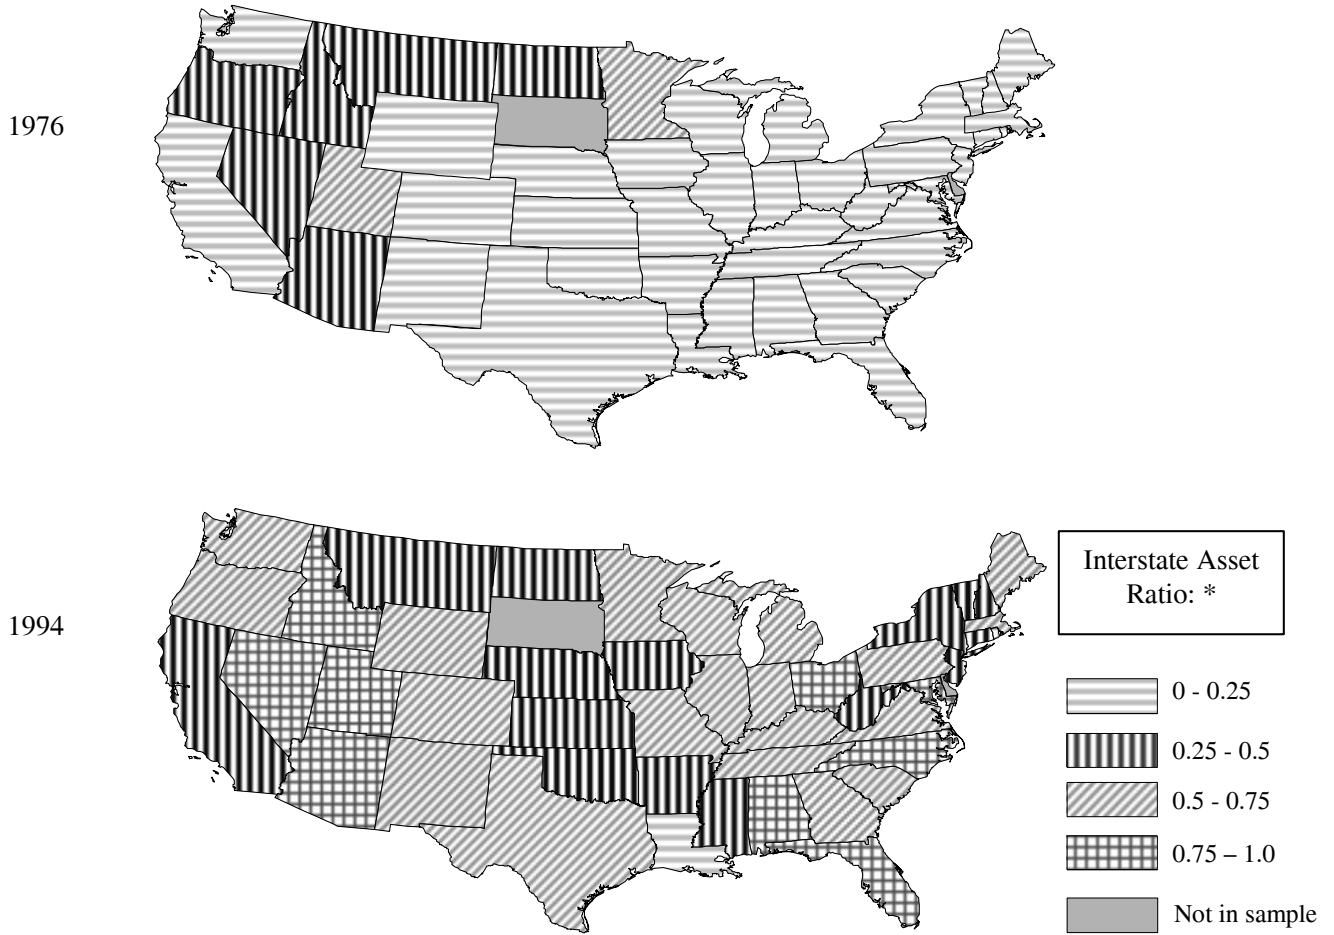 1976
1994
Interstate Asset
Ratio: *
0 - 0.25
0.25 - 0.5
0.5 - 0.75
0.75 – 1.0
Not in sample